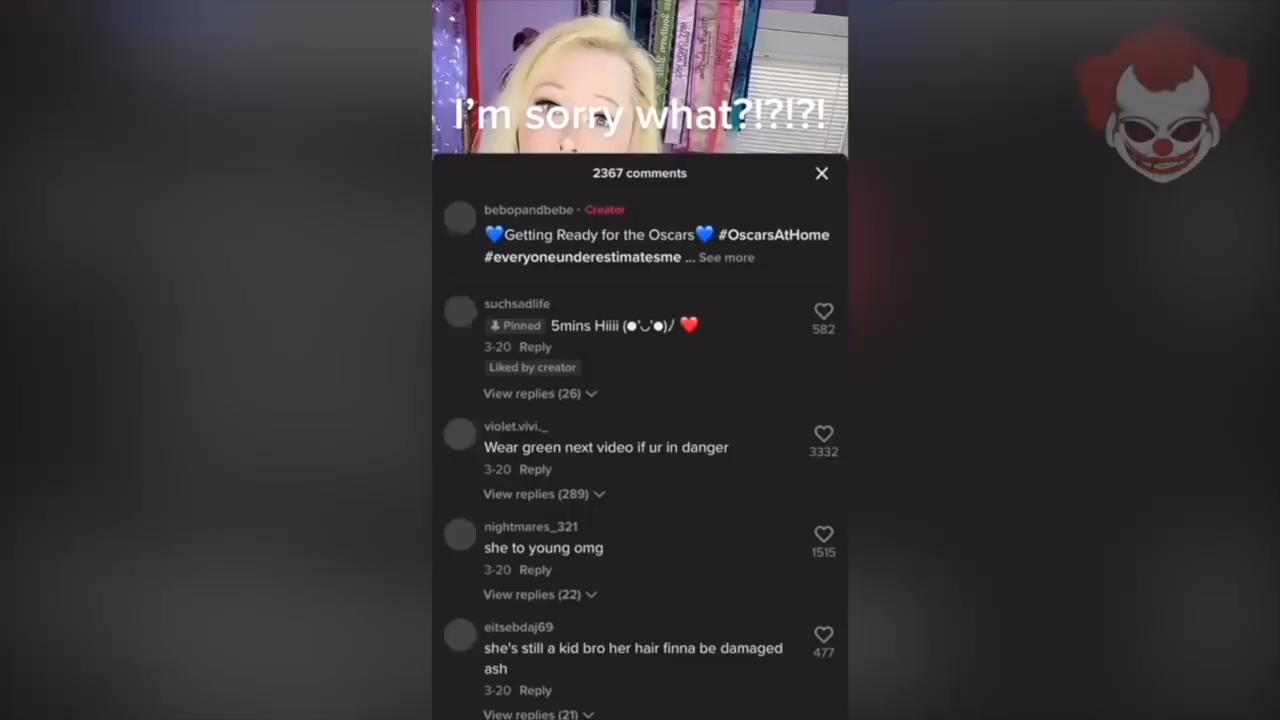 I'm sorry what?!?!?!
2367 comments
bebopandbebe · Creator
💙Getting Ready for the Oscars💙 #OscarsAtHome
#everyoneunderestimatesme ... See more
suchsadlife
Pinned 5mins Hiiii (●'◡'●)ﾉ ❤️
582
3-20 Reply
Liked by creator
View replies (26)
violet.vivi._
Wear green next video if ur in danger
3332
3-20 Reply
View replies (289)
nightmares_321
she to young omg
1515
3-20 Reply
View replies (22)
eitsebdaj69
she's still a kid bro her hair finna be damaged
ash
477
3-20 Reply
View replies (21)